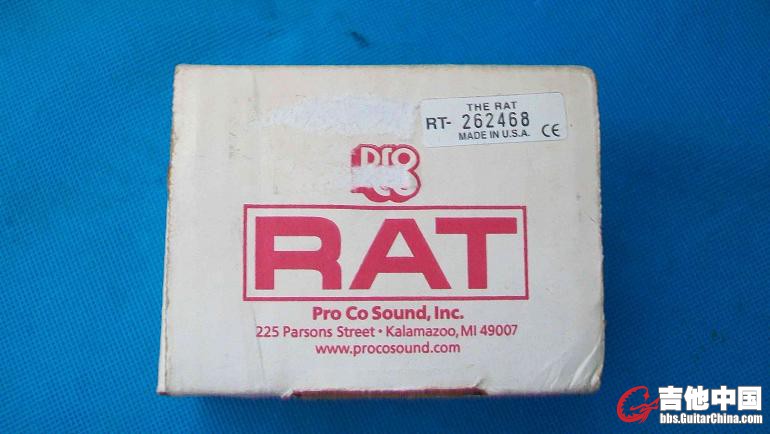 THE RAT
RT- 262468
MADE IN U.S.A. CE
pro
RAT
Pro Co Sound, Inc.
225 Parsons Street • Kalamazoo, MI 49007
www.procosound.com
吉他中国
bbs.GuitarChina.com